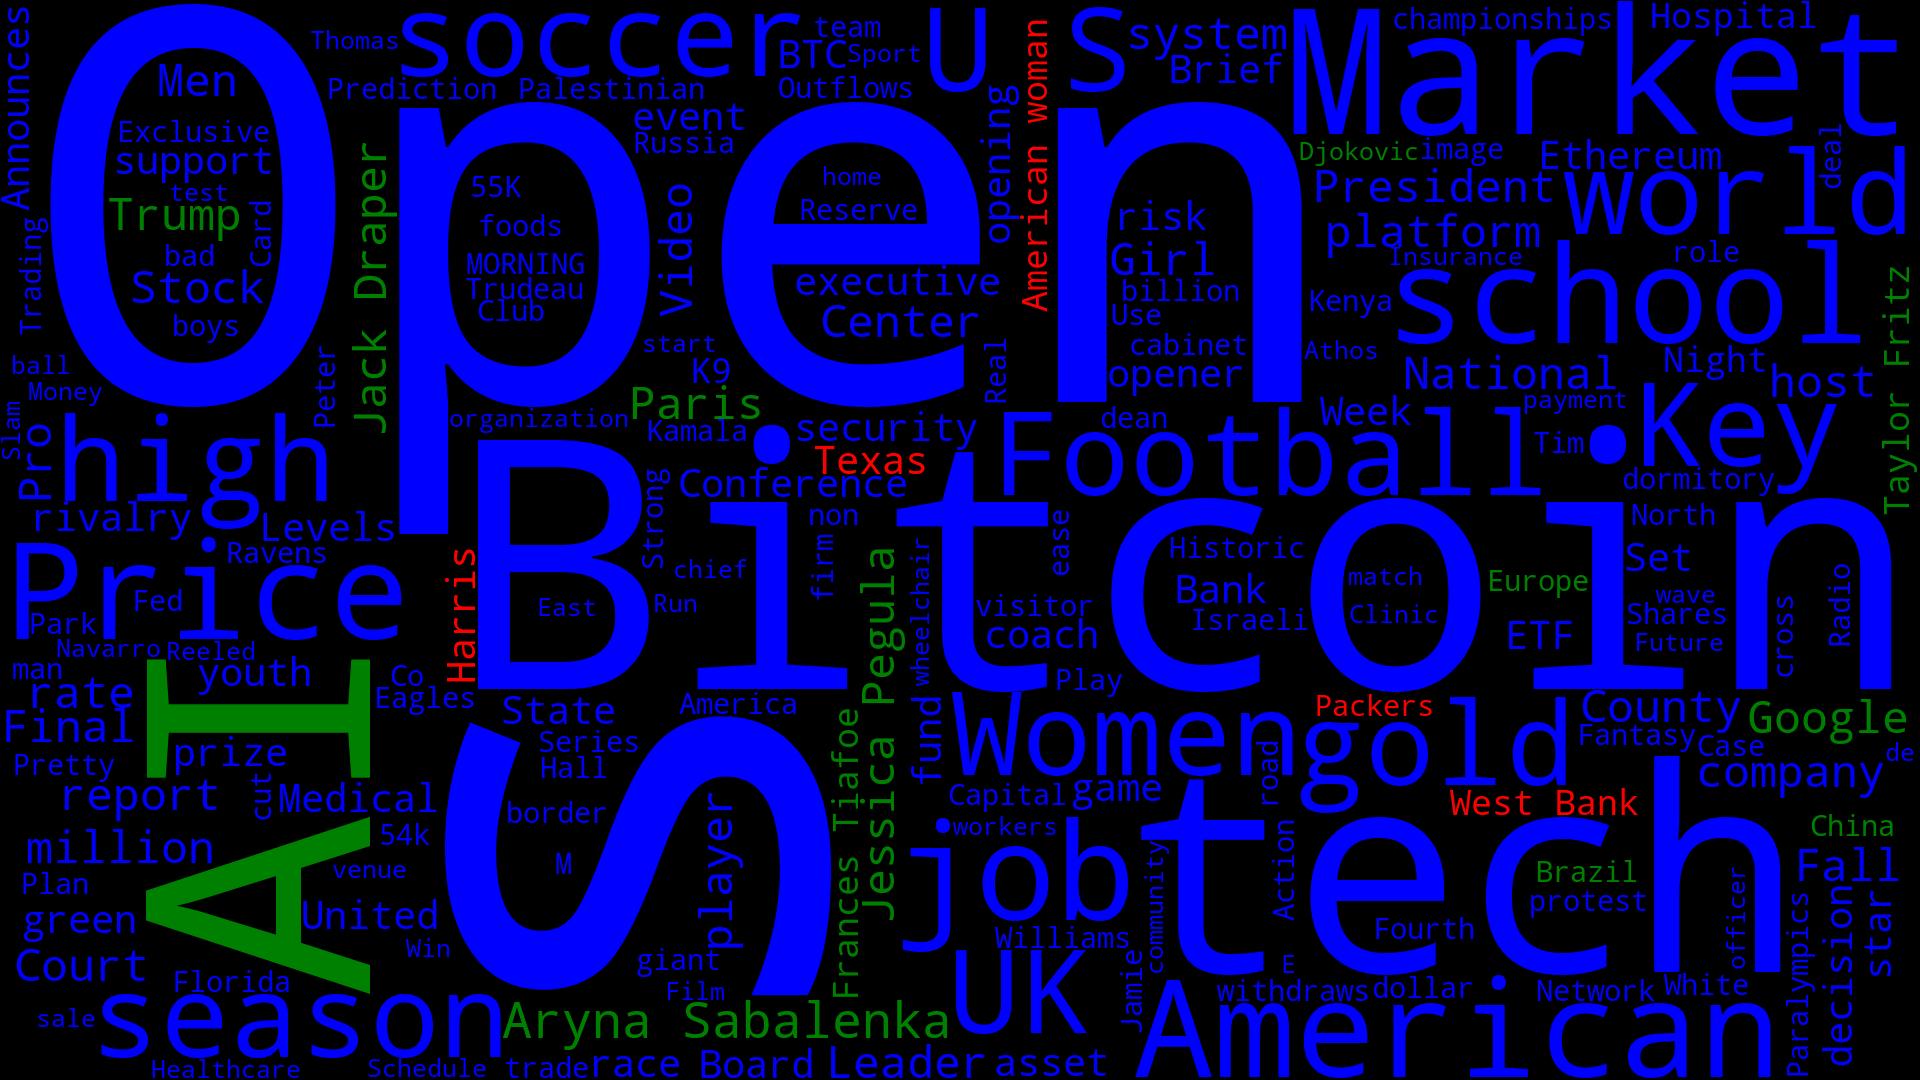 Announces
Thomas
soccer
team
BTC
Sport
U
American woman
S
system
championships
Hospital
Brief
Market
Open
Men
Prediction
Palestinian
Outflows
event
Russia
opening
Exclusive
support
test
Trump
Card
bad
Stock
boys
Trading
Jack Draper
55K
foods
MORNING
Trudeau
Club
Video
home
Reserve
executive
Center
risk
Girl
billion
Use
cabinet
opener
Djokovic
image
Ethereum
deal
President
world
platform
Insurance
role
Kenya
school
Athos
National
Night
host
Taylor Fritz
ball
Money
Peter
Slam
Pro
high
start
K9
Real
Paris
organization
Kamala
security
Texas
Conference
Football
dean
Week
payment
Tim
Key
dormitory
rivalry
Levels
Ravens
Price
Fed
Park
Navarro
Reeled
Harris
Bitcoin
Strong
non
firm
chief
East
Run
Jessica Pegula
wheelchair
ease
visitor
coach
Historic
Bank
Israeli
match
Clinic
Europe
ETF
North
Set
wave
Shares
Future
cross
Radio
man
rate
youth
Co
Eagles
Final
AI
prize
Pretty
cut
report
Medical
State
America
Series
Hall
border
S
M
player
Frances Tiafoe
fund
Play
Women
Packers
gold
County
Google
Fantasy
Case
de
company
Capital
game
road
West Bank
workers
tech
China
54k
million
venue
Plan
green
8
United
Win
Court
Florida
giant
Film
job
Williams
community
Action
Fourth
Brazil
protest
officer
Fall
star
decision
Paralympics
sale
season
Aryna Sabalenka
UK
Jamie
E
withdraws
dollar
Network
White
American
Healthcare
Schedule
trade
race
Board
Leader
asset